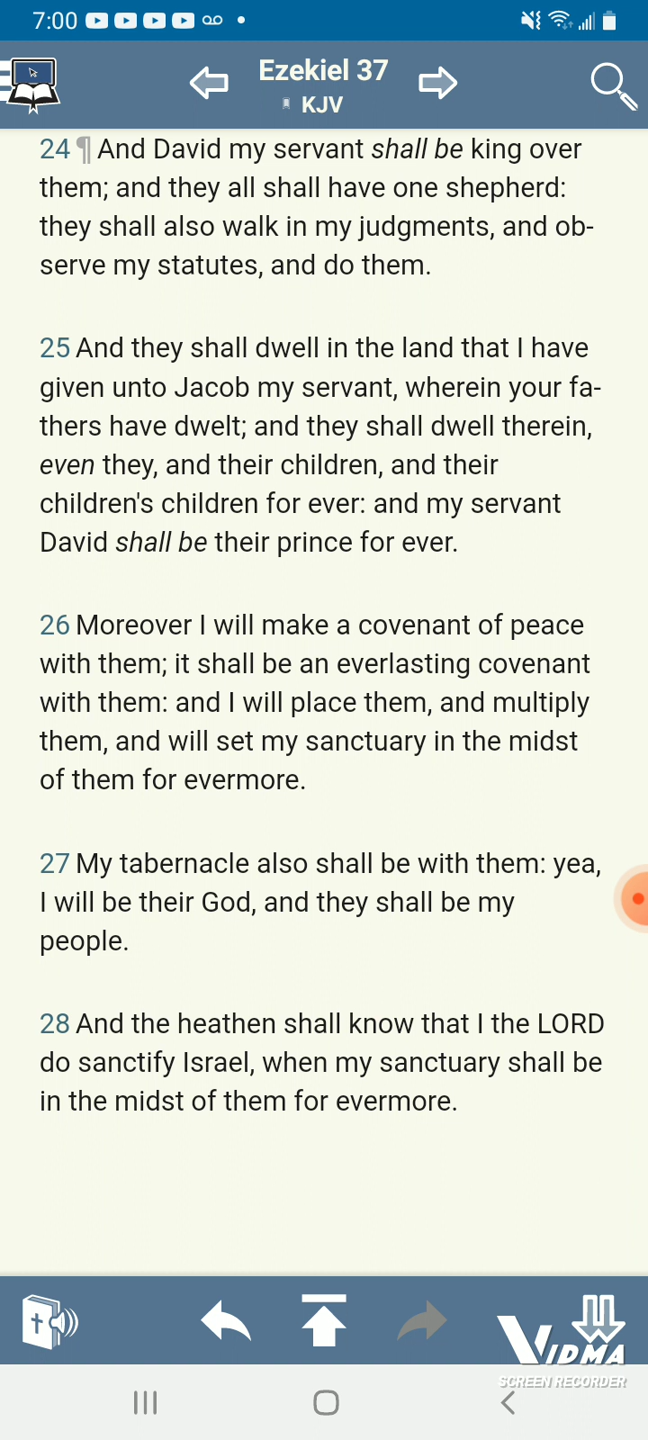 7:00
Ezekiel 37
KJV
24 ¶ And David my servant shall be king over
them; and they all shall have one shepherd:
they shall also walk in my judgments, and ob-
serve my statutes, and do them.
25 And they shall dwell in the land that I have
given unto Jacob my servant, wherein your fa-
thers have dwelt; and they shall dwell therein,
even they, and their children, and their
children's children for ever: and my servant
David shall be their prince for ever.
26 Moreover I will make a covenant of peace
with them; it shall be an everlasting covenant
with them: and I will place them, and multiply
them, and will set my sanctuary in the midst
of them for evermore.
27 My tabernacle also shall be with them: yea,
I will be their God, and they shall be my
people.
28 And the heathen shall know that I the LORD
do sanctify Israel, when my sanctuary shall be
in the midst of them for evermore.
VIDMA
SCREEN RECORDER